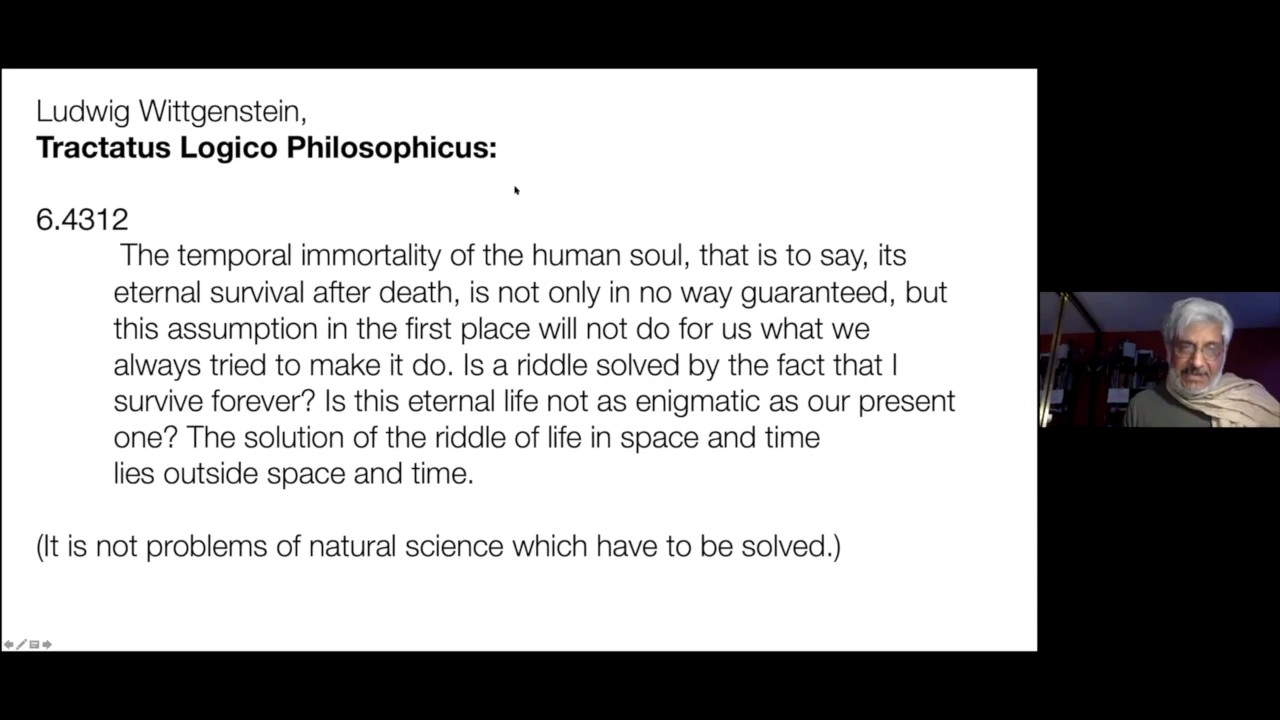 Ludwig Wittgenstein,
Tractatus Logico Philosophicus:
6.4312
The temporal immortality of the human soul, that is to say, its
eternal survival after death, is not only in no way guaranteed, but
this assumption in the first place will not do for us what we
always tried to make it do. Is a riddle solved by the fact that I
survive forever? Is this eternal life not as enigmatic as our present
one? The solution of the riddle of life in space and time
lies outside space and time.
(It is not problems of natural science which have to be solved.)